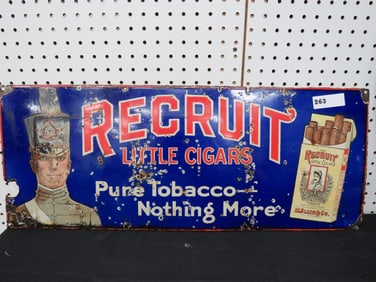 263
RECRUIT
LITTLE CIGARS
Pure Tobacco—
Nothing More
RECRUIT